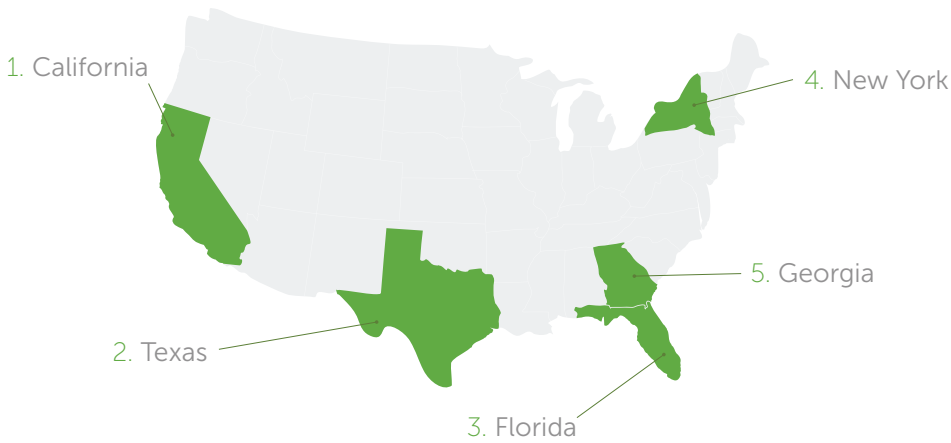 1. California
4. New York
5. Georgia
2. Texas
3. Florida